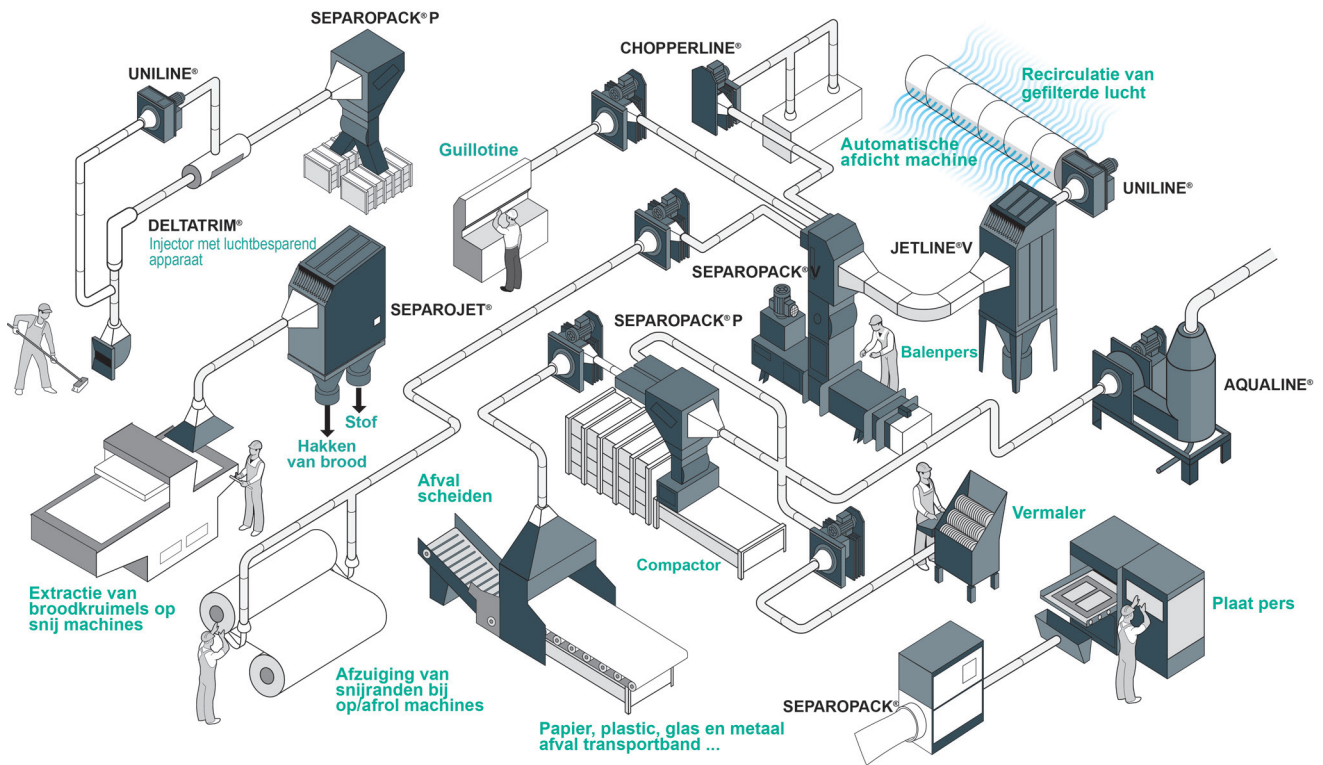 SEPAROPACK® P
UNILINE®
CHOPPERLINE®
Recirculatie van
gefilterde lucht
Guillotine
Automatische
afdicht machine
UNILINE®
DELTATRIM®
Injector met luchtbesparend
apparaat
SEPAROPACK® V
JETLINE® V
SEPAROJET®
SEPAROPACK® P
Balenpers
AQUALINE®
Stof
Hakken
van brood
Afval
scheiden
Vermaler
Compactor
Extractie van
broodkruimels op
snij machines
Plaat pers
Afzuiging van
snijranden bij
op/afrol machines
SEPAROPACK®
Papier, plastic, glas en metaal
afval transportband ...